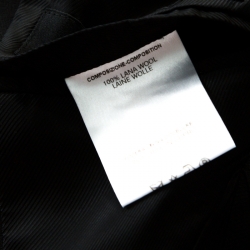 COMPOSIZIONE-COMPOSITION
100% LANA WOOL
LAINE WOLLE